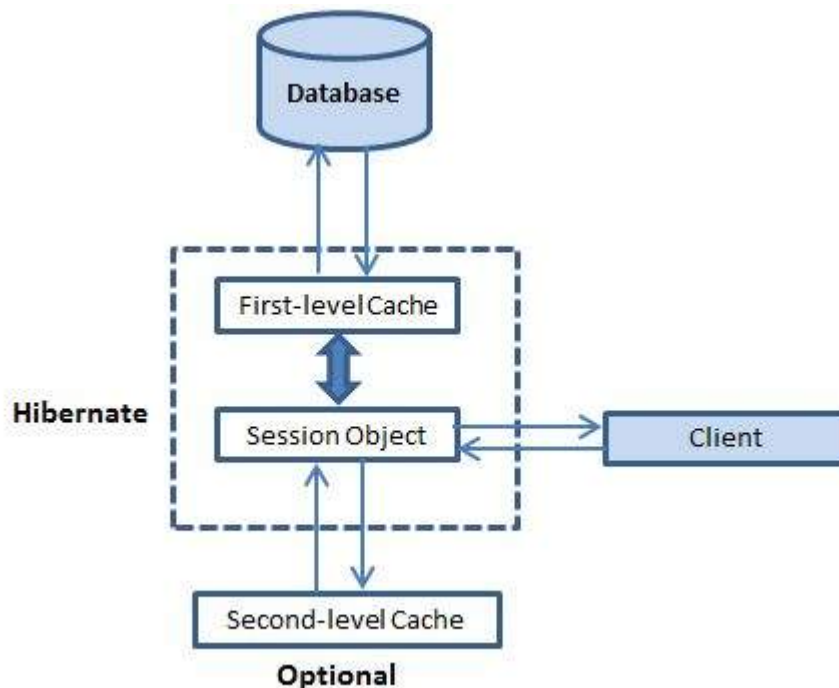 Database
First-level Cache
Hibernate
Session Object
Client
Second-level Cache
Optional